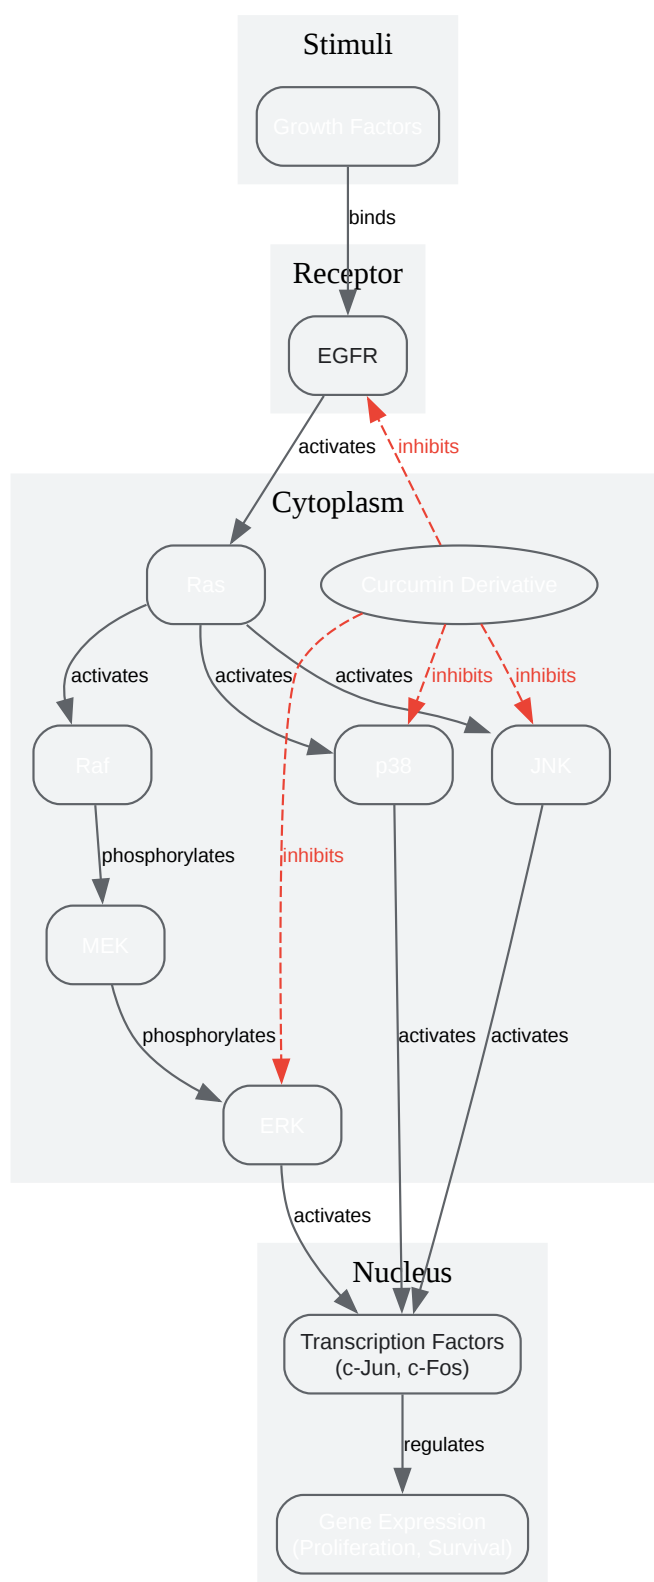 Stimuli
Growth Factors
binds
Receptor
EGFR
activates
inhibits
Cytoplasm
Ras
Curcumin Derivative
activates
activates
activates
inhibits
inhibits
Raf
p38
JNK
phosphorylates
inhibits
MEK
phosphorylates
activates
activates
ERK
activates
Nucleus
Transcription Factors
(c-Jun, c-Fos)
regulates
Gene Expression
(Proliferation, Survival)